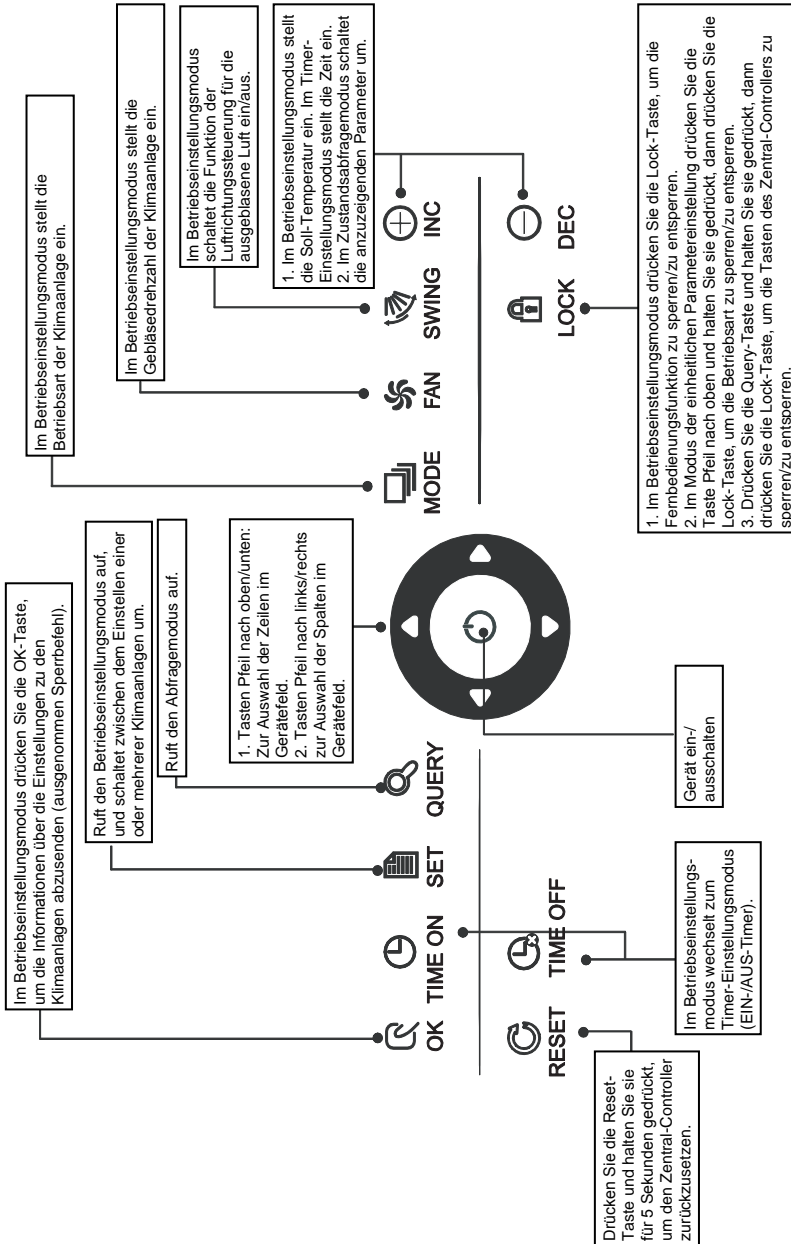 Im Betriebseinstellungsmodus drücken Sie die OK-Taste,
um die Informationen über die Einstellungen zu den
Klimaanlagen abzusenden (ausgenommen Sperrbefehl).
Ruft den Betriebseinstellungsmodus auf,
und schaltet zwischen dem Einstellen einer
oder mehrerer Klimaanlagen um.
Ruft den Abfragemodus auf.
1. Tasten Pfeil nach oben/unten:
Zur Auswahl der Zeilen im
Gerätefeld.
2. Tasten Pfeil nach links/rechts
zur Auswahl der Spalten im
Gerätefeld.
Im Betriebseinstellungsmodus stellt die
Betriebsart der Klimaanlage ein.
Im Betriebseinstellungsmodus stellt die
Gebläsedrehzahl der Klimaanlage ein.
Im Betriebseinstellungsmodus
schaltet die Funktion der
Luftrichtungssteuerung für die
ausgeblasene Luft ein/aus.
1. Im Betriebseinstellungsmodus stellt
die Soll-Temperatur ein. Im Timer-
Einstellungsmodus stellt die Zeit ein.
2. Im Zustandsabfragemodus schaltet
die anzuzeigenden Parameter um.
OK
TIME ON
SET
QUERY
MODE
FAN
SWING
INC
RESET
TIME OFF
LOCK
DEC
Drücken Sie die Reset-
Taste und halten Sie sie
für 5 Sekunden gedrückt,
um den Zentral-Controller
zurückzusetzen.
Im Betriebseinstellungs-
modus wechselt zum
Timer-Einstellungsmodus
(EIN-/AUS-Timer).
Gerät ein-/
ausschalten
1. Im Betriebseinstellungsmodus drücken Sie die Lock-Taste, um die
Fernbedienungsfunktion zu sperren/zu entsperren.
2. Im Modus der einheitlichen Parametereinstellung drücken Sie die
Taste Pfeil nach oben und halten Sie sie gedrückt, dann drücken Sie die
Lock-Taste, um die Betriebsart zu sperren/zu entsperren.
3. Drücken Sie die Query-Taste und halten Sie sie gedrückt, dann
drücken Sie die Lock-Taste, um die Tasten des Zentral-Controllers zu
sperren/zu entsperren.